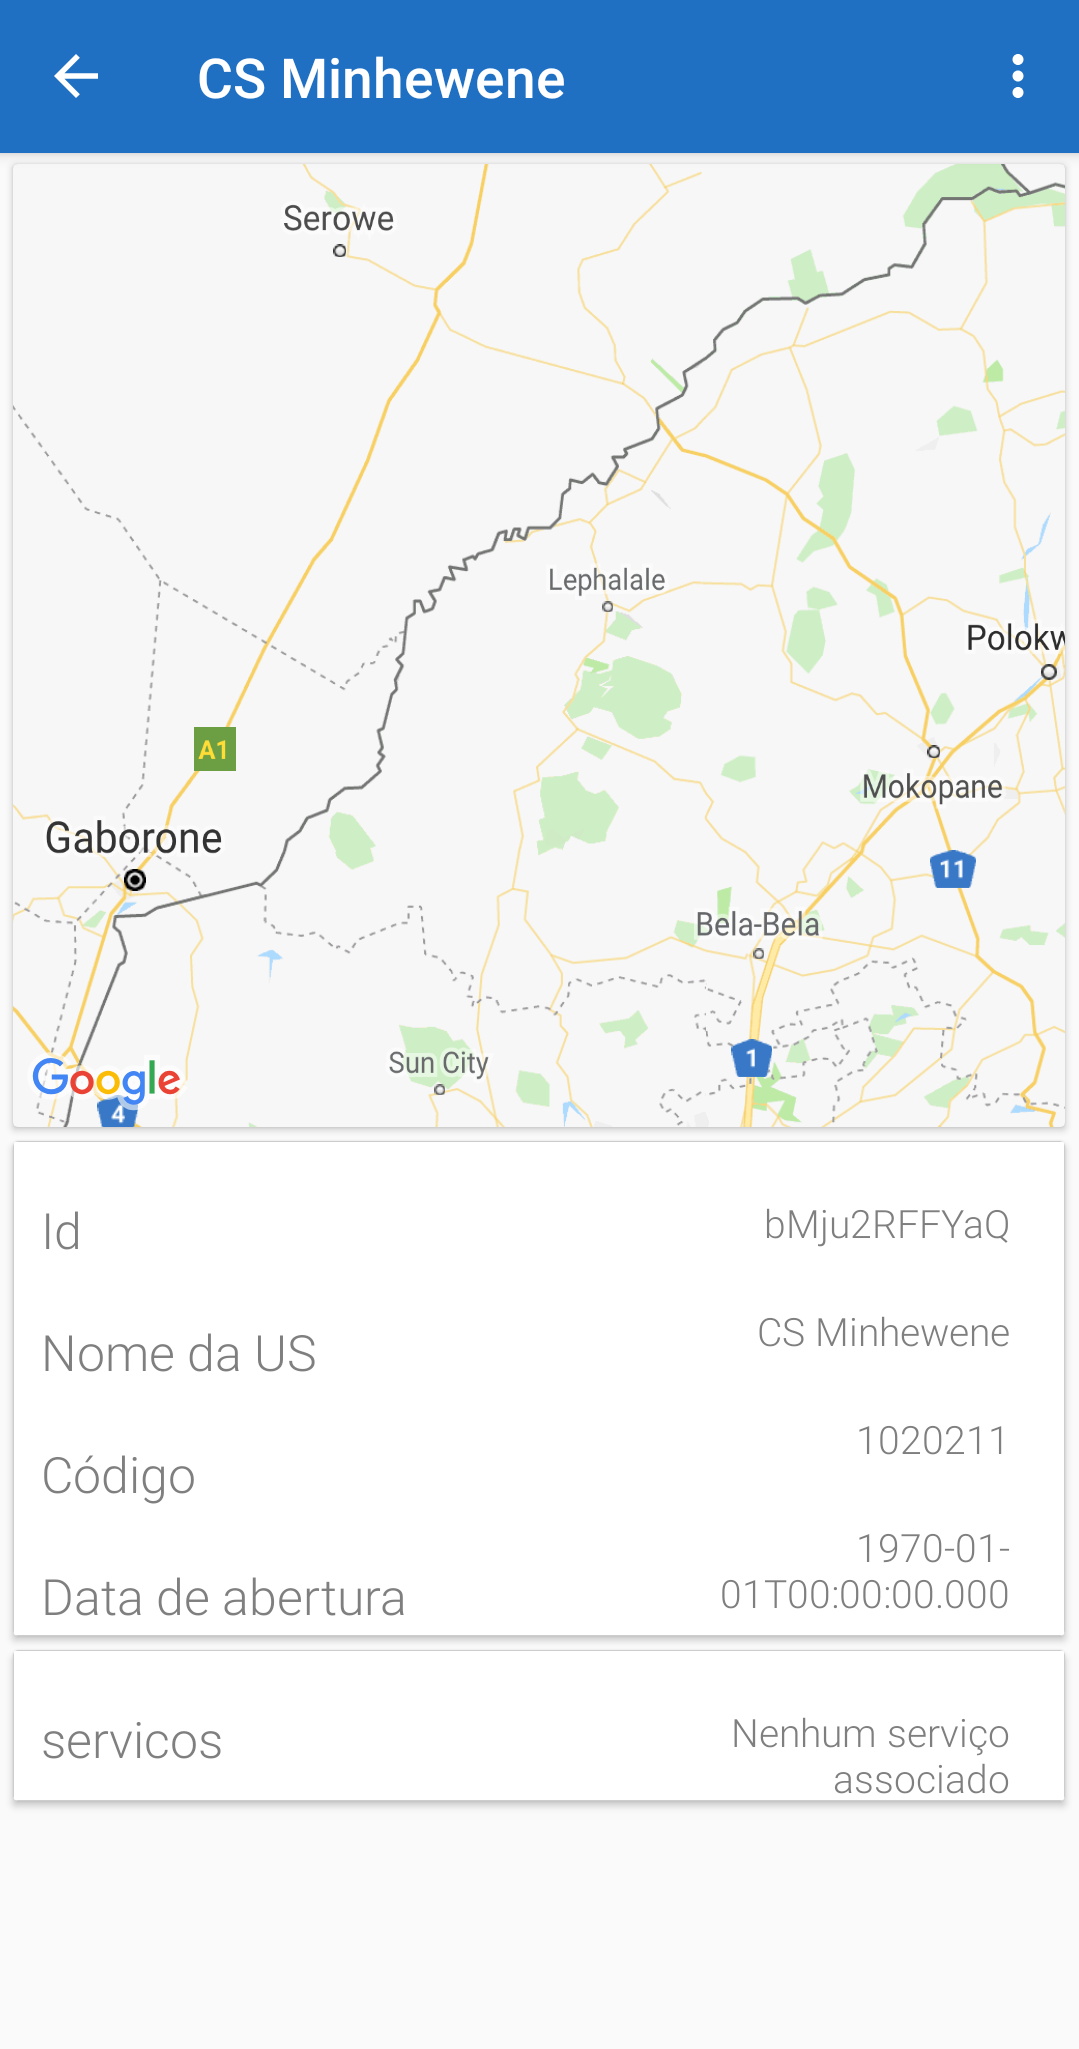 CS Minhewene
Serowe
Lephalale
Polokw
A1
Mokopane
Gaborone
11
Bela-Bela
1
Sun City
Google
4
Id
bMju2RFFYaQ
Nome da US
CS Minhewene
Código
1020211
Data de abertura
1970-01-
01T00:00:00.000
servicos
Nenhum serviço
associado